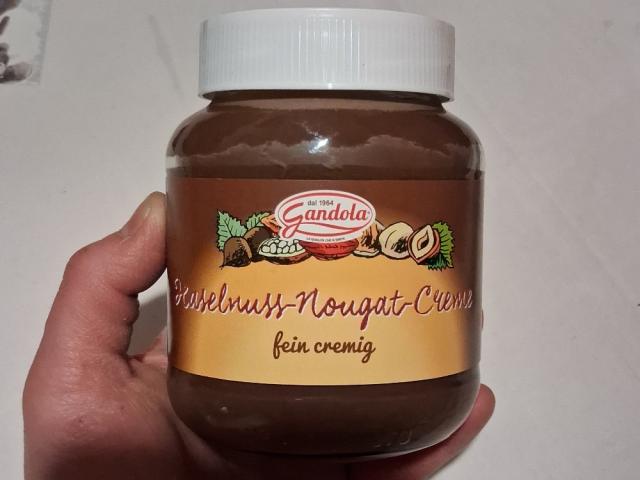 dal 1964
Gandola
Haselnuss-Nougat-Creme
fein cremig